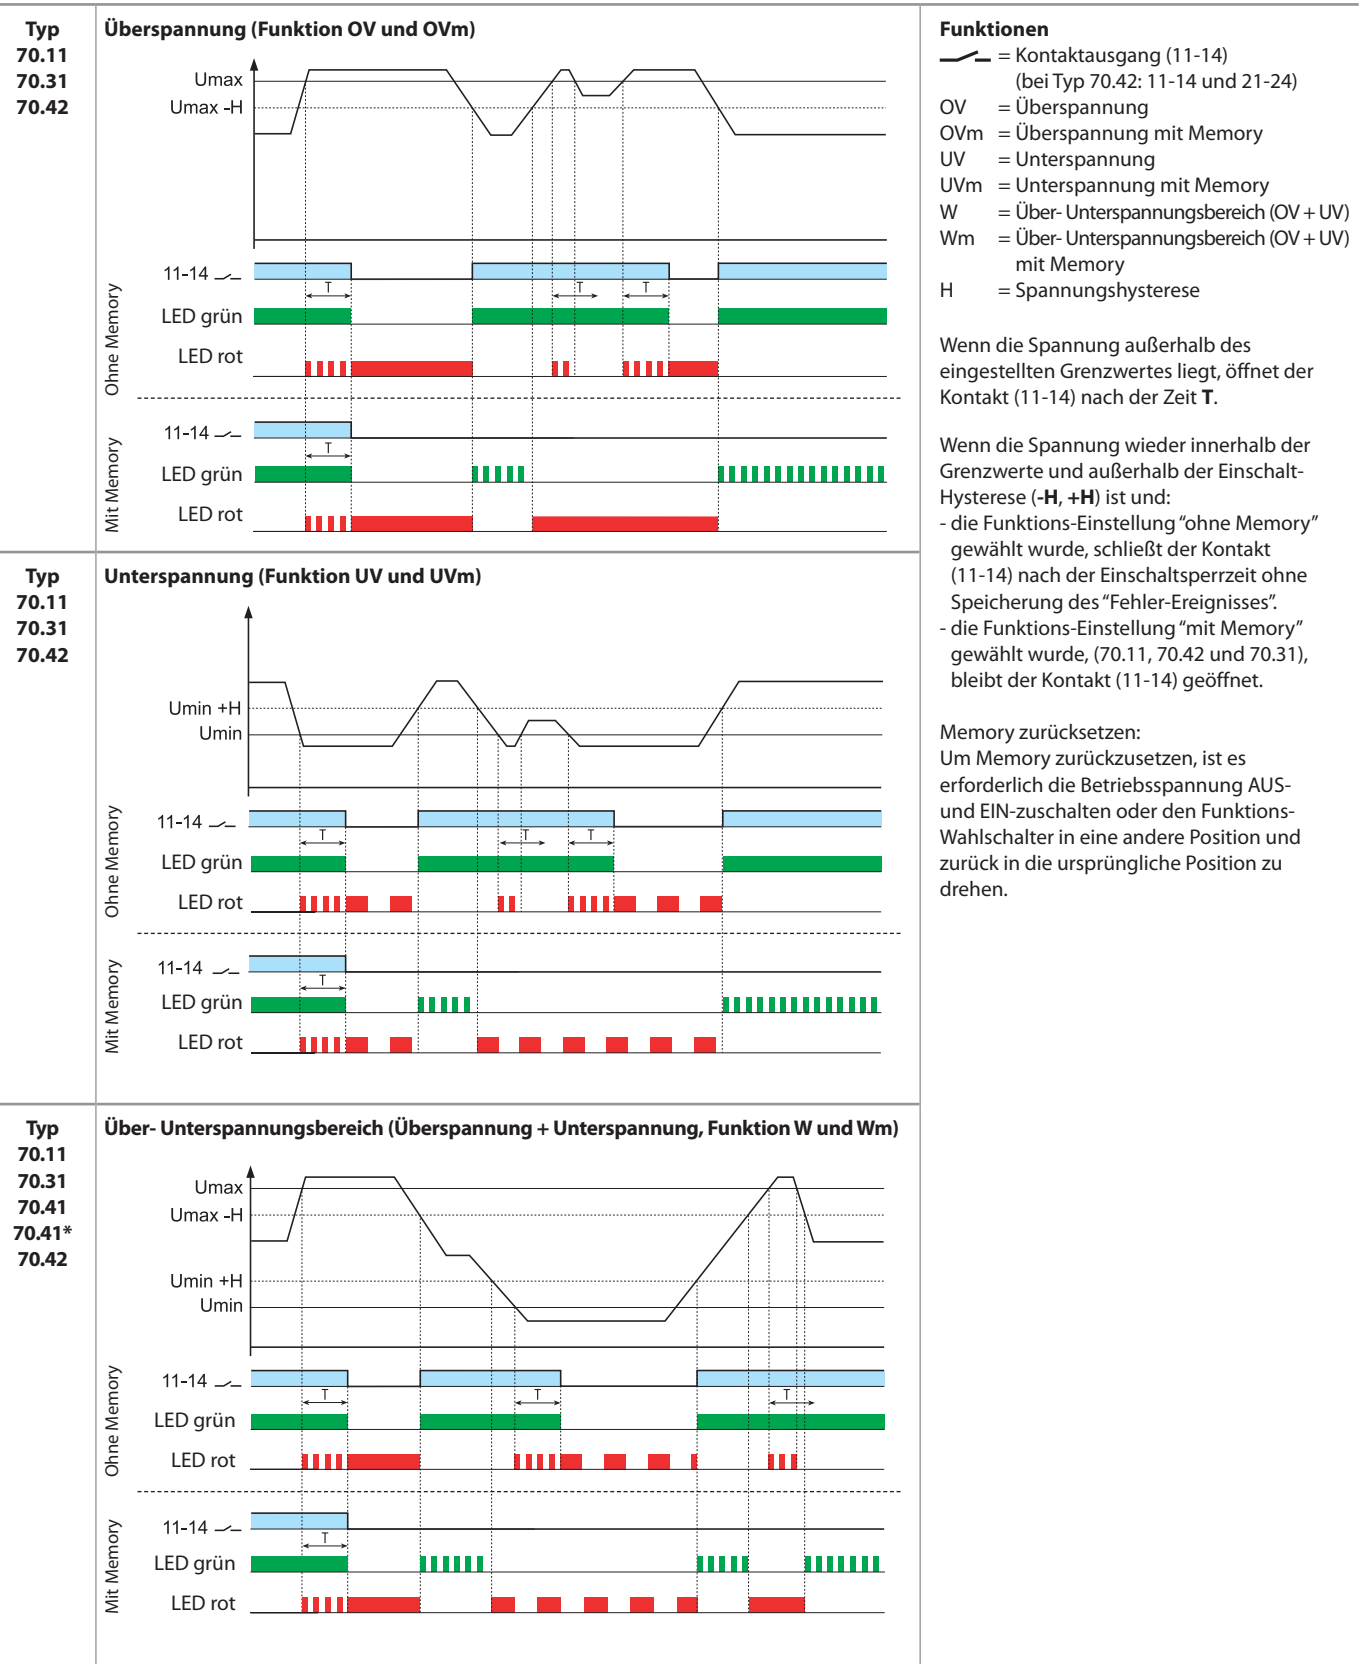 Typ
70.11
70.31
70.42
Überspannung (Funktion OV und OVm)
Umax
Umax -H
Ohne Memory
11-14
T
T
T
LED grün
LED rot
Mit Memory
11-14
T
LED grün
LED rot
Typ
70.11
70.31
70.42
Unterspannung (Funktion UV und UVm)
Umin +H
Umin
Ohne Memory
11-14
T
T
T
LED grün
LED rot
Mit Memory
11-14
T
LED grün
LED rot
Typ
70.11
70.31
70.41
70.41*
70.42
Über- Unterspannungsbereich (Überspannung + Unterspannung, Funktion W und Wm)
Umax
Umax -H
Umin +H
Umin
Ohne Memory
11-14
T
T
T
LED grün
LED rot
Mit Memory
11-14
T
LED grün
LED rot
Funktionen
= Kontaktausgang (11-14)
(bei Typ 70.42: 11-14 und 21-24)
OV = Überspannung
OVm = Überspannung mit Memory
UV = Unterspannung
UVm = Unterspannung mit Memory
W = Über- Unterspannungsbereich (OV + UV)
Wm = Über- Unterspannungsbereich (OV + UV)
mit Memory
H = Spannungshysterese
Wenn die Spannung außerhalb des
eingestellten Grenzwertes liegt, öffnet der
Kontakt (11-14) nach der Zeit T.
Wenn die Spannung wieder innerhalb der
Grenzwerte und außerhalb der Einschalt-
Hysterese (-H, +H) ist und:
- die Funktions-Einstellung “ohne Memory”
gewählt wurde, schließt der Kontakt
(11-14) nach der Einschaltsperrzeit ohne
Speicherung des “Fehler-Ereignisses”.
- die Funktions-Einstellung “mit Memory”
gewählt wurde, (70.11, 70.42 und 70.31),
bleibt der Kontakt (11-14) geöffnet.
Memory zurücksetzen:
Um Memory zurückzusetzen, ist es
erforderlich die Betriebsspannung AUS-
und EIN-zuschalten oder den Funktions-
Wahlschalter in eine andere Position und
zurück in die ursprüngliche Position zu
drehen.